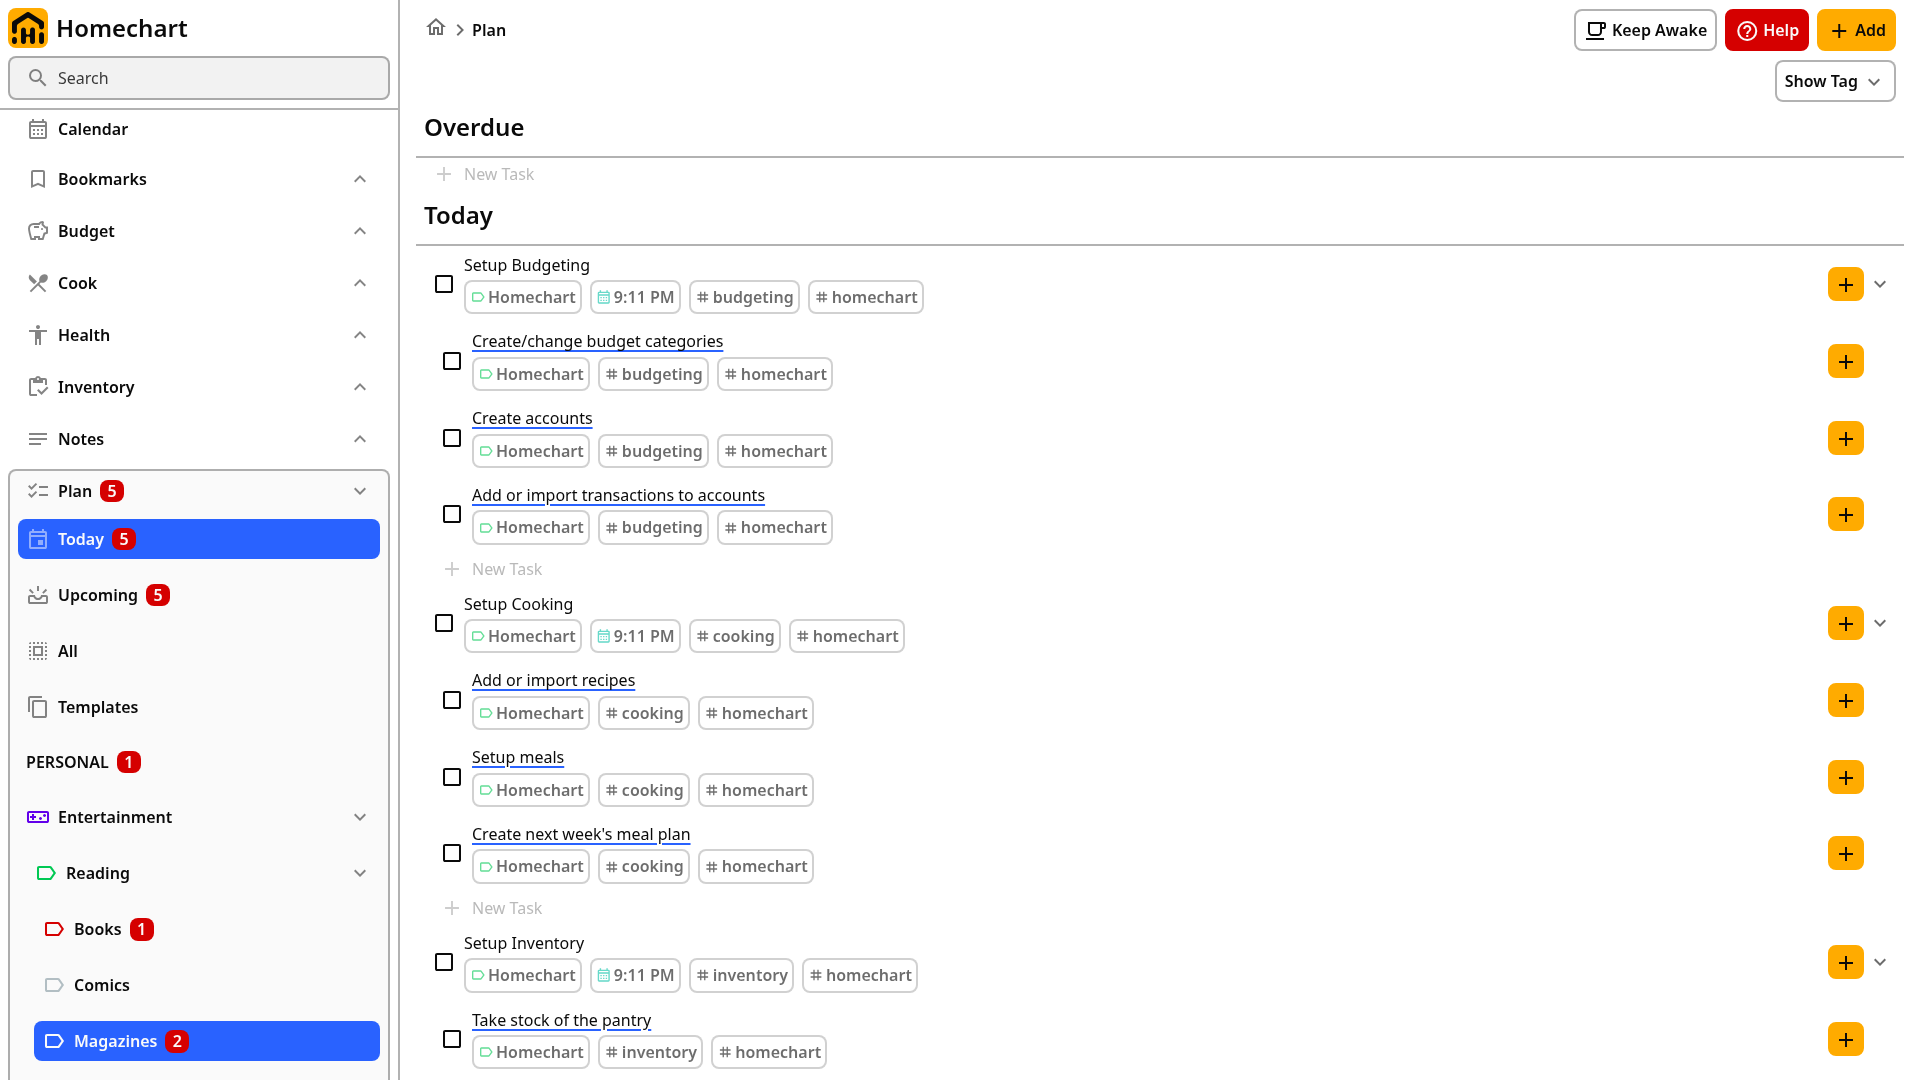 Homechart
Search
Calendar
Bookmarks
Budget
Cook
Health
Inventory
Notes
Plan 5
Today 5
Upcoming 5
All
Templates
PERSONAL 1
Entertainment
Reading
Books 1
Comics
Magazines 2
Plan
Keep Awake Help Add
Show Tag
Overdue
New Task
Today
Setup Budgeting
Homechart 9:11 PM # budgeting # homechart
Create/change budget categories
Homechart # budgeting # homechart
Create accounts
Homechart # budgeting # homechart
Add or import transactions to accounts
Homechart # budgeting # homechart
New Task
Setup Cooking
Homechart 9:11 PM # cooking # homechart
Add or import recipes
Homechart # cooking # homechart
Setup meals
Homechart # cooking # homechart
Create next week's meal plan
Homechart # cooking # homechart
New Task
Setup Inventory
Homechart 9:11 PM # inventory # homechart
Take stock of the pantry
Homechart # inventory # homechart